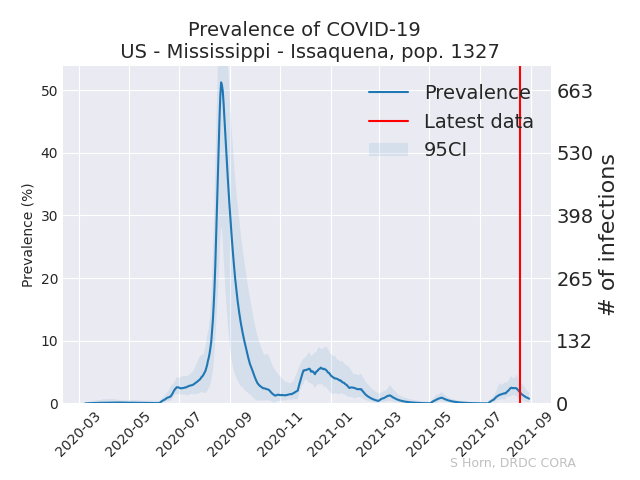 Prevalence of COVID-19
US - Mississippi - Issaquena, pop. 1327
Prevalence
Latest data
95CI
Prevalence (%)
50
40
30
20
10
0
# of infections
663
530
398
265
132
0
2020-03
2020-05
2020-07
2020-09
2020-11
2021-01
2021-03
2021-05
2021-07
2021-09
S Horn, DRDC CORA